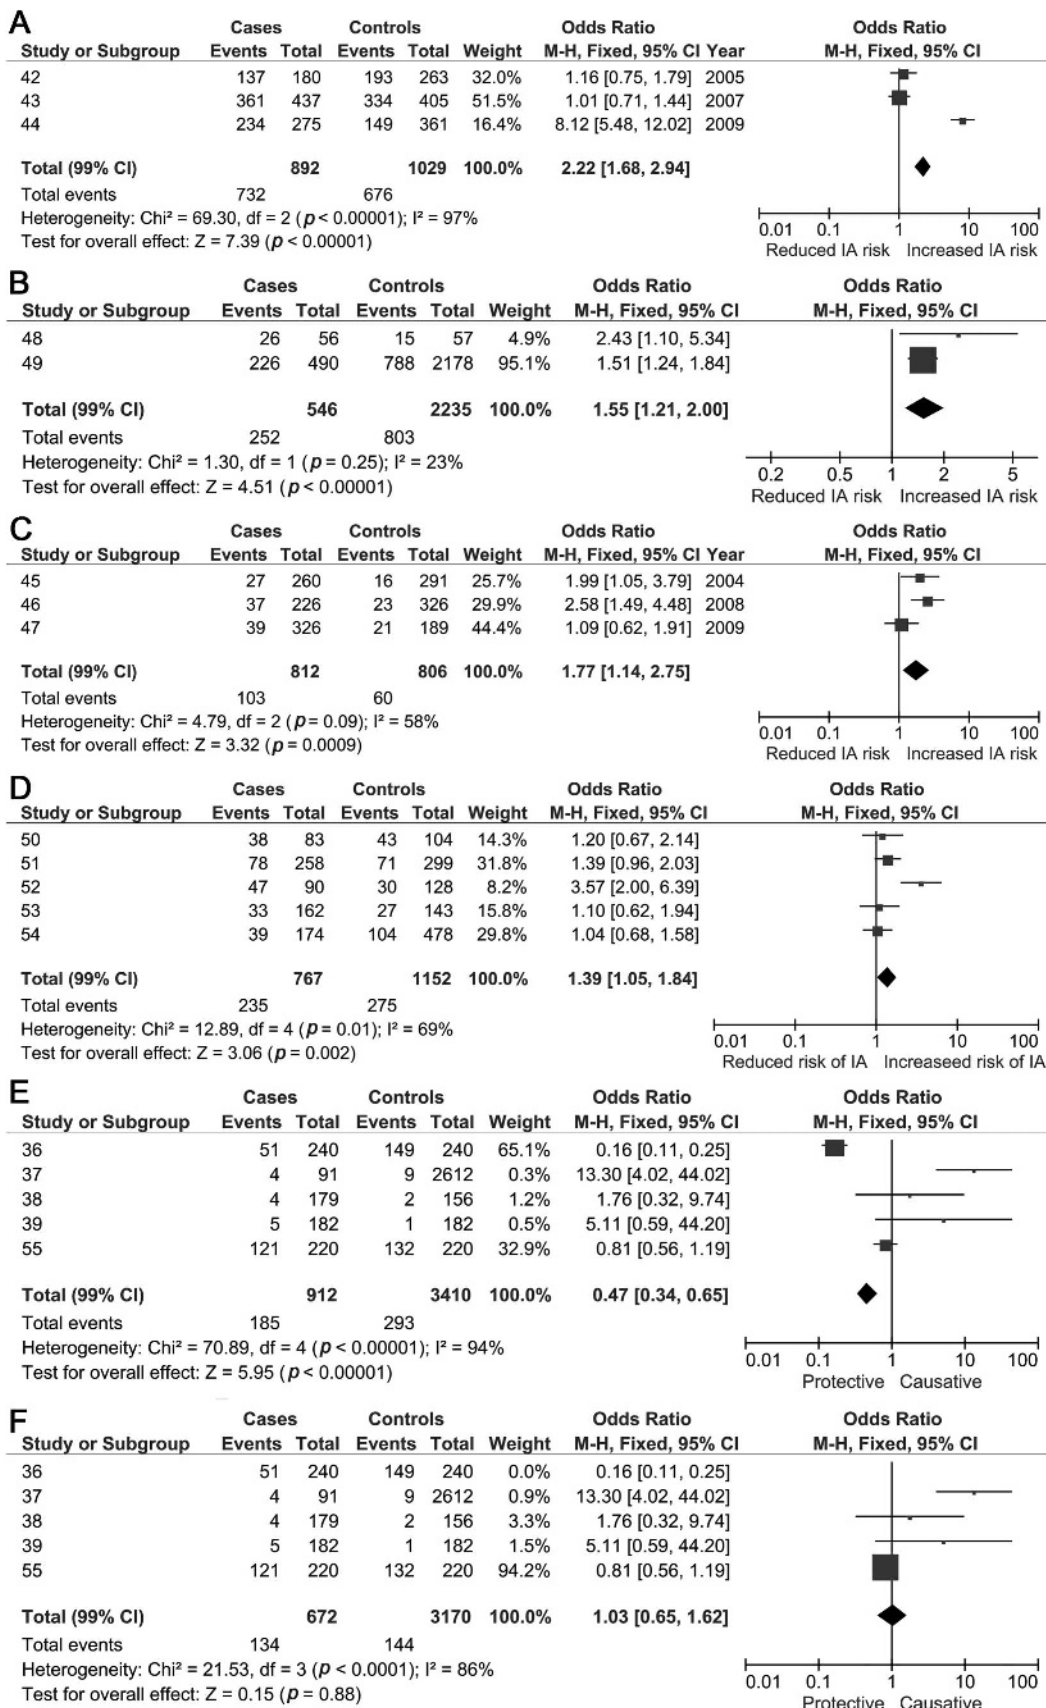 A
Cases Controls Odds Ratio Odds Ratio
Study or Subgroup Events Total Events Total Weight M-H, Fixed, 95% CI Year M-H, Fixed, 95% CI
42 137 180 193 263 32.0% 1.16 [0.75, 1.79] 2005
43 361 437 334 405 51.5% 1.01 [0.71, 1.44] 2007
44 234 275 149 361 16.4% 8.12 [5.48, 12.02] 2009
Total (99% CI) 892 1029 100.0% 2.22 [1.68, 2.94]
Total events 732 676
Heterogeneity: Chi² = 69.30, df = 2 (p < 0.00001); I² = 97%
Test for overall effect: Z = 7.39 (p < 0.00001)
0.01 0.1 1 10 100
Reduced IA risk Increased IA risk
B
Cases Controls Odds Ratio Odds Ratio
Study or Subgroup Events Total Events Total Weight M-H, Fixed, 95% CI M-H, Fixed, 95% CI
48 26 56 15 57 4.9% 2.43 [1.10, 5.34]
49 226 490 788 2178 95.1% 1.51 [1.24, 1.84]
Total (99% CI) 546 2235 100.0% 1.55 [1.21, 2.00]
Total events 252 803
Heterogeneity: Chi² = 1.30, df = 1 (p = 0.25); I² = 23%
Test for overall effect: Z = 4.51 (p < 0.00001)
0.2 0.5 1 2 5
Reduced IA risk Increased IA risk
C
Cases Controls Odds Ratio Odds Ratio
Study or Subgroup Events Total Events Total Weight M-H, Fixed, 95% CI Year M-H, Fixed, 95% CI
45 27 260 16 291 25.7% 1.99 [1.05, 3.79] 2004
46 37 226 23 326 29.9% 2.58 [1.49, 4.48] 2008
47 39 326 21 189 44.4% 1.09 [0.62, 1.91] 2009
Total (99% CI) 812 806 100.0% 1.77 [1.14, 2.75]
Total events 103 60
Heterogeneity: Chi² = 4.79, df = 2 (p = 0.09); I² = 58%
Test for overall effect: Z = 3.32 (p = 0.0009)
0.01 0.1 1 10 100
Reduced IA risk Increased IA risk
D
Cases Controls Odds Ratio Odds Ratio
Study or Subgroup Events Total Events Total Weight M-H, Fixed, 95% CI M-H, Fixed, 95% CI
50 38 83 43 104 14.3% 1.20 [0.67, 2.14]
51 78 258 71 299 31.8% 1.39 [0.96, 2.03]
52 47 90 30 128 8.2% 3.57 [2.00, 6.39]
53 33 162 27 143 15.8% 1.10 [0.62, 1.94]
54 39 174 104 478 29.8% 1.04 [0.68, 1.58]
Total (99% CI) 767 1152 100.0% 1.39 [1.05, 1.84]
Total events 235 275
Heterogeneity: Chi² = 12.89, df = 4 (p = 0.01); I² = 69%
Test for overall effect: Z = 3.06 (p = 0.002)
0.01 0.1 1 10 100
Reduced risk of IA Increaseed risk of IA
E
Cases Controls Odds Ratio Odds Ratio
Study or Subgroup Events Total Events Total Weight M-H, Fixed, 95% CI M-H, Fixed, 95% CI
36 51 240 149 240 65.1% 0.16 [0.11, 0.25]
37 4 91 9 2612 0.3% 13.30 [4.02, 44.02]
38 4 179 2 156 1.2% 1.76 [0.32, 9.74]
39 5 182 1 182 0.5% 5.11 [0.59, 44.20]
55 121 220 132 220 32.9% 0.81 [0.56, 1.19]
Total (99% CI) 912 3410 100.0% 0.47 [0.34, 0.65]
Total events 185 293
Heterogeneity: Chi² = 70.89, df = 4 (p < 0.00001); I² = 94%
Test for overall effect: Z = 5.95 (p < 0.00001)
0.01 0.1 1 10 100
Protective Causative
F
Cases Controls Odds Ratio Odds Ratio
Study or Subgroup Events Total Events Total Weight M-H, Fixed, 95% CI M-H, Fixed, 95% CI
36 51 240 149 240 0.0% 0.16 [0.11, 0.25]
37 4 91 9 2612 0.9% 13.30 [4.02, 44.02]
38 4 179 2 156 3.3% 1.76 [0.32, 9.74]
39 5 182 1 182 1.5% 5.11 [0.59, 44.20]
55 121 220 132 220 94.2% 0.81 [0.56, 1.19]
Total (99% CI) 672 3170 100.0% 1.03 [0.65, 1.62]
Total events 134 144
Heterogeneity: Chi² = 21.53, df = 3 (p < 0.0001); I² = 86%
Test for overall effect: Z = 0.15 (p = 0.88)
0.01 0.1 1 10 100
Protective Causative